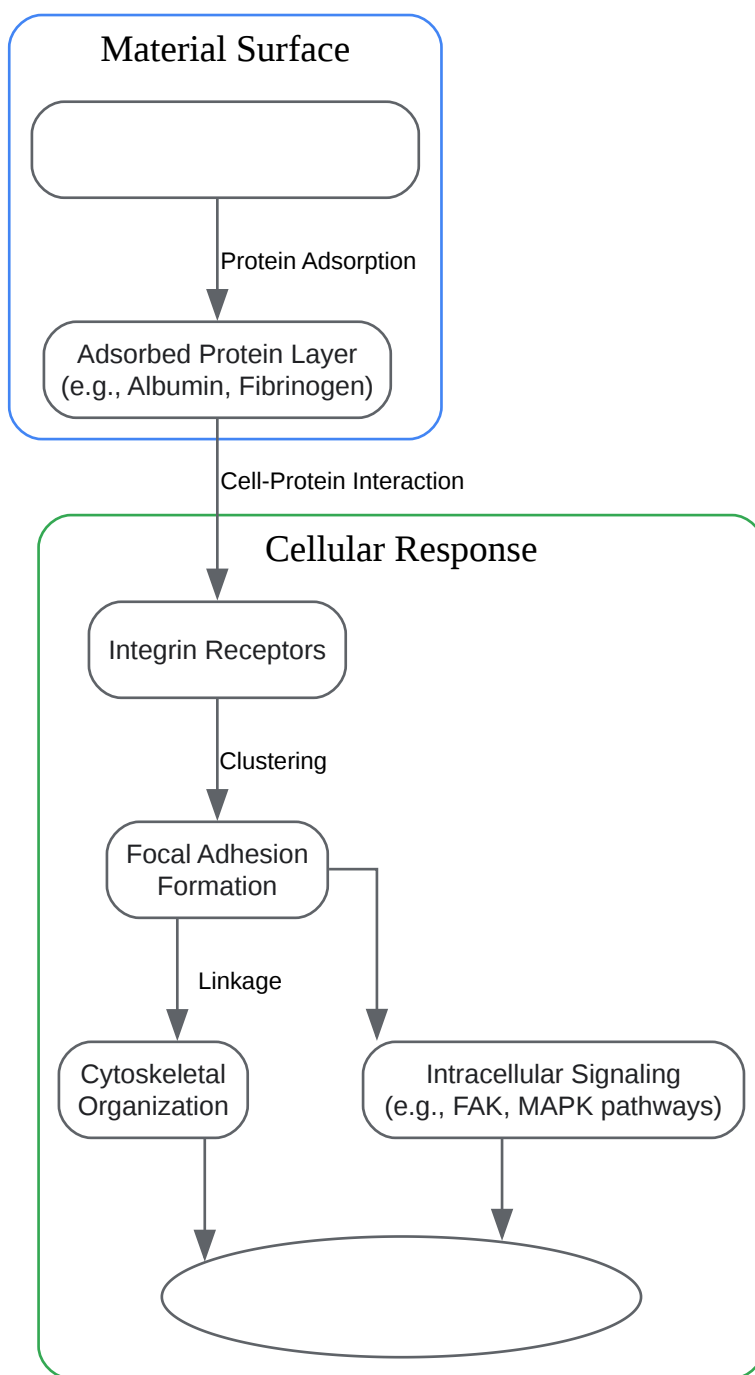 Material Surface
Protein Adsorption
Adsorbed Protein Layer
(e.g., Albumin, Fibrinogen)
Cell-Protein Interaction
Cellular Response
Integrin Receptors
Clustering
Focal Adhesion
Formation
Linkage
Cytoskeletal
Organization
Intracellular Signaling
(e.g., FAK, MAPK pathways)